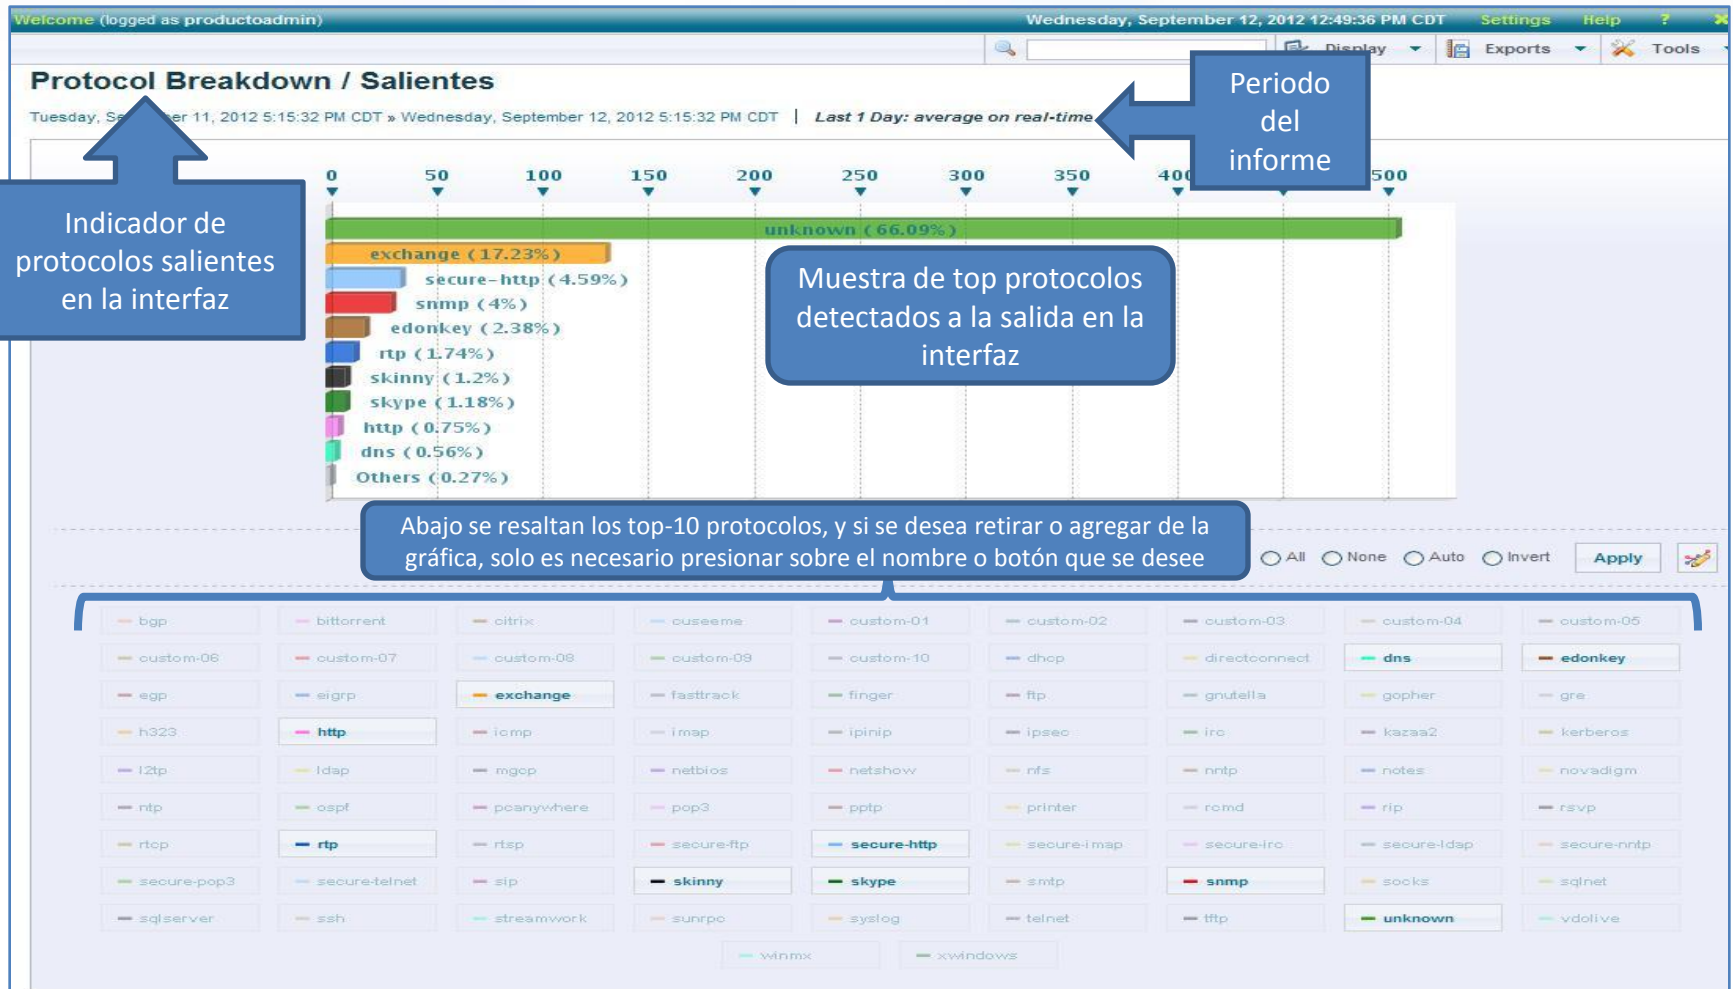 Welcome (logged as productoadmin)
Wednesday, September 12, 2012 12:49:36 PM CDT
Settings
Help
?
Display
Exports
Tools
Protocol Breakdown / Salientes
Tuesday, September 11, 2012 5:15:32 PM CDT » Wednesday, September 12, 2012 5:15:32 PM CDT | Last 1 Day: average on real-time
Periodo
del
informe
Indicador de
protocolos salientes
en la interfaz
0 50 100 150 200 250 300 350 400 500
unknown (66.09%)
exchange (17.23%)
secure-http (4.59%)
snmp (4%)
edonkey (2.38%)
rtp (1.74%)
skinny (1.2%)
skype (1.18%)
http (0.75%)
dns (0.56%)
Others (0.27%)
Muestra de top protocolos
detectados a la salida en la
interfaz
Abajo se resaltan los top-10 protocolos, y si se desea retirar o agregar de la
gráfica, solo es necesario presionar sobre el nombre o botón que se desee
All None Auto Invert Apply
bgp bittorrent citrix cuseeme custom-01 custom-02 custom-03 custom-04 custom-05
custom-06 custom-07 custom-08 custom-09 custom-10 dhcp directconnect dns edonkey
egp eigrp exchange fasttrack finger ftp gnutella gopher gre
h323 http icmp imap ipinip ipsec irc kazaa2 kerberos
l2tp ldap mgcp netbios netshow nfs nntp notes novadigm
ntp ospf pcanywhere pop3 pptp printer rcmd rip rsvp
rtcp rtp rtsp secure-ftp secure-http secure-imap secure-irc secure-ldap secure-nntp
secure-pop3 secure-telnet sip skinny skype smtp snmp socks sqlnet
sqlserver ssh streamwork sunrpc syslog telnet tftp unknown vdolive
winmx xwindows